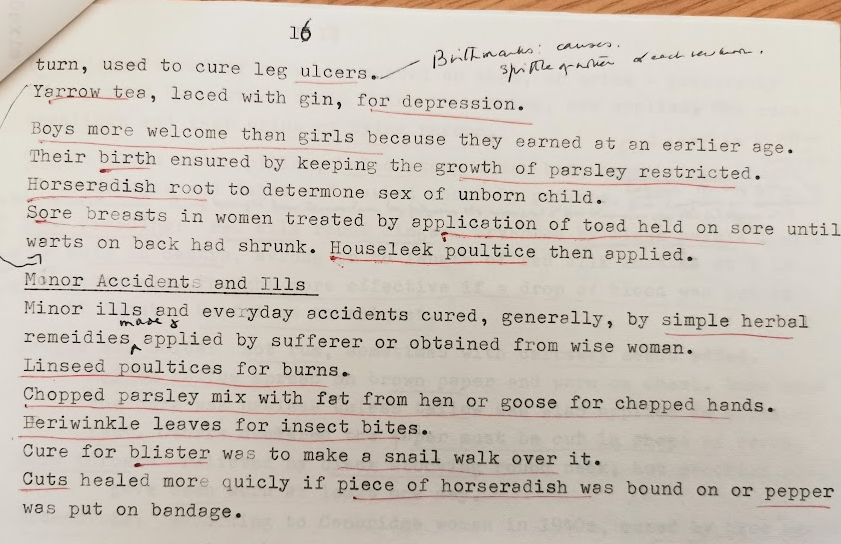 16
turn, used to cure leg ulcers.
Birthmarks: causes.
spittle of mother of each newborn.
Yarrow tea, laced with gin, for depression.
Boys more welcome than girls because they earned at an earlier age.
Their birth ensured by keeping the growth of parsley restricted.
Horseradish root to determone sex of unborn child.
Sore breasts in women treated by application of toad held on sore until
warts on back had shrunk. Houseleek poultice then applied.
Minor Accidents and Ills
Minor ills and everyday accidents cured, generally, by simple herbal
made &
remeidies applied by sufferer or obtained from wise woman.
Linseed poultices for burns.
Chopped parsley mix with fat from hen or goose for chapped hands.
Periwinkle leaves for insect bites.
Cure for blister was to make a snail walk over it.
Cuts healed more quicly if piece of horseradish was bound on or pepper
was put on bandage.